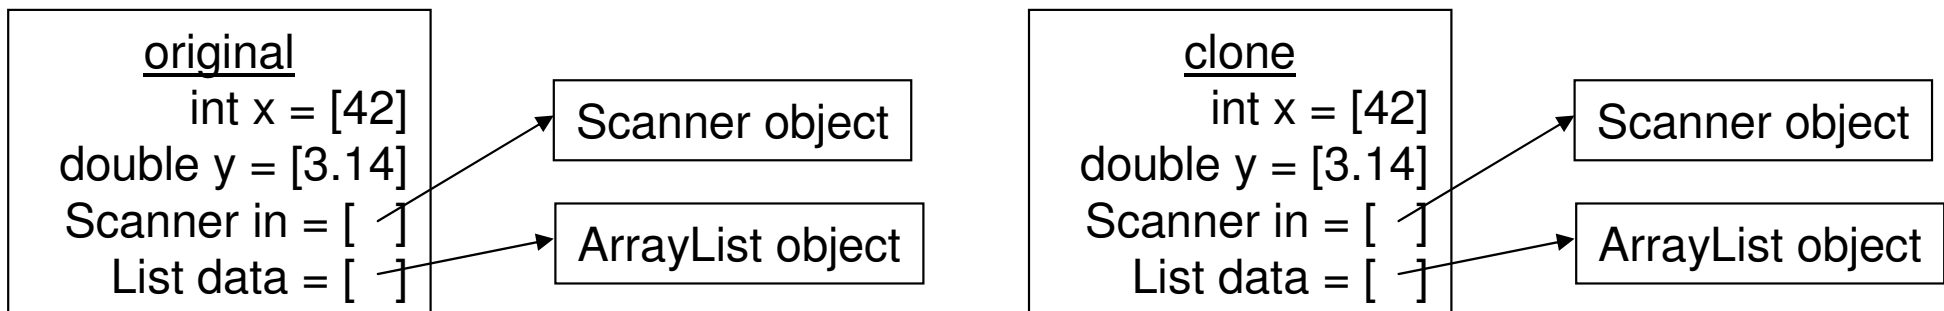 original
int x = [42]
double y = [3.14]
Scanner in = [ ]
List data = [ ]
Scanner object
ArrayList object
clone
int x = [42]
double y = [3.14]
Scanner in = [ ]
List data = [ ]
Scanner object
ArrayList object